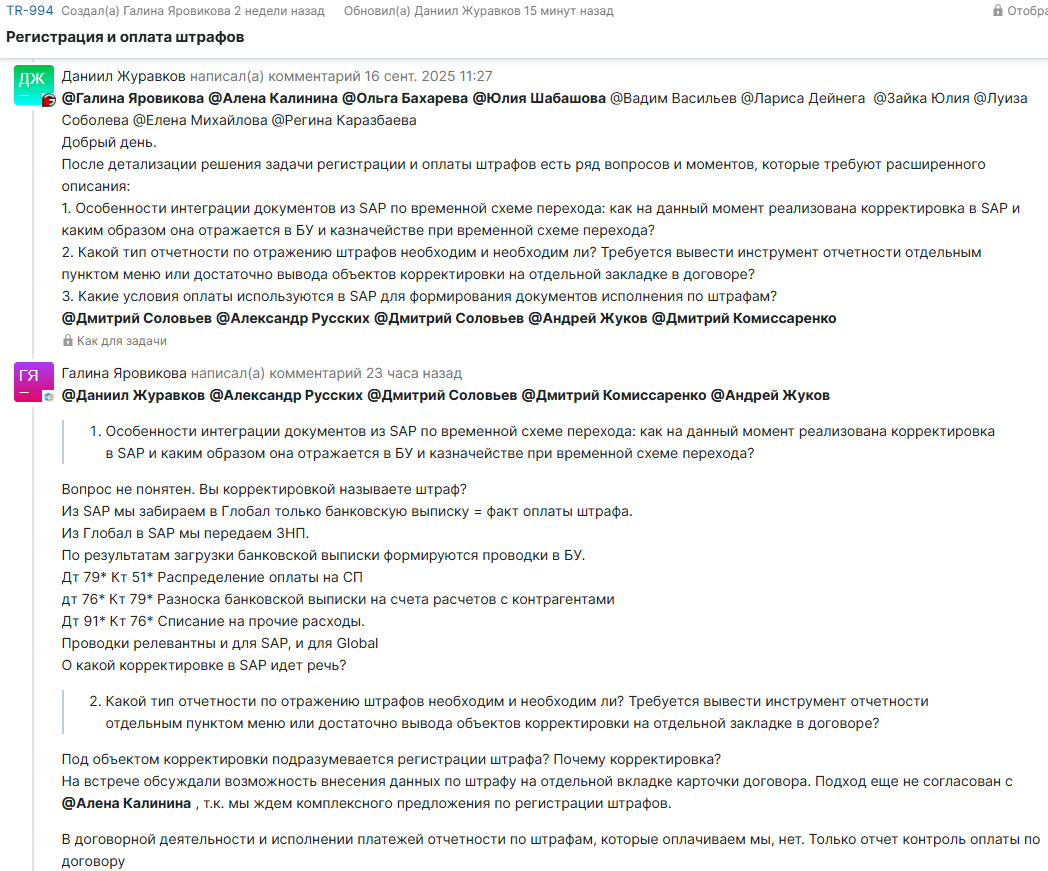 TR-994 Создал(а) Галина Яровикова 2 недели назад Обновил(а) Даниил Журавков 15 минут назад Отобра
Регистрация и оплата штрафов
ДЖ
Даниил Журавков написал(а) комментарий 16 сент. 2025 11:27
@Галина Яровикова @Алена Калинина @Ольга Бахарева @Юлия Шабашова @Вадим Васильев @Лариса Дейнега @Зайка Юлия @Луиза
Соболева @Елена Михайлова @Регина Каразбаева
Добрый день.
После детализации решения задачи регистрации и оплаты штрафов есть ряд вопросов и моментов, которые требуют расширенного
описания:
1. Особенности интеграции документов из SAP по временной схеме перехода: как на данный момент реализована корректировка в SAP и
каким образом она отражается в БУ и казначействе при временной схеме перехода?
2. Какой тип отчетности по отражению штрафов необходим и необходим ли? Требуется вывести инструмент отчетности отдельным
пунктом меню или достаточно вывода объектов корректировки на отдельной закладке в договоре?
3. Какие условия оплаты используются в SAP для формирования документов исполнения по штрафам?
@Дмитрий Соловьев @Александр Русских @Дмитрий Соловьев @Андрей Жуков @Дмитрий Комиссаренко
Как для задачи
ГЯ
Галина Яровикова написал(а) комментарий 23 часа назад
@Даниил Журавков @Александр Русских @Дмитрий Соловьев @Дмитрий Комиссаренко @Андрей Жуков
1. Особенности интеграции документов из SAP по временной схеме перехода: как на данный момент реализована корректировка
в SAP и каким образом она отражается в БУ и казначействе при временной схеме перехода?
Вопрос не понятен. Вы корректировкой называете штраф?
Из SAP мы забираем в Глобал только банковскую выписку = факт оплаты штрафа.
Из Глобал в SAP мы передаем ЗНП.
По результатам загрузки банковской выписки формируются проводки в БУ.
Дт 79* Кт 51* Распределение оплаты на СП
дт 76* Кт 79* Разноска банковской выписки на счета расчетов с контрагентами
Дт 91* Кт 76* Списание на прочие расходы.
Проводки релевантны и для SAP, и для Global
О какой корректировке в SAP идет речь?
2. Какой тип отчетности по отражению штрафов необходим и необходим ли? Требуется вывести инструмент отчетности
отдельным пунктом меню или достаточно вывода объектов корректировки на отдельной закладке в договоре?
Под объектом корректировки подразумевается регистрации штрафа? Почему корректировка?
На встрече обсуждали возможность внесения данных по штрафу на отдельной вкладке карточки договора. Подход еще не согласован с
@Алена Калинина , т.к. мы ждем комплексного предложения по регистрации штрафов.
В договорной деятельности и исполнении платежей отчетности по штрафам, которые оплачиваем мы, нет. Только отчет контроль оплаты по
договору